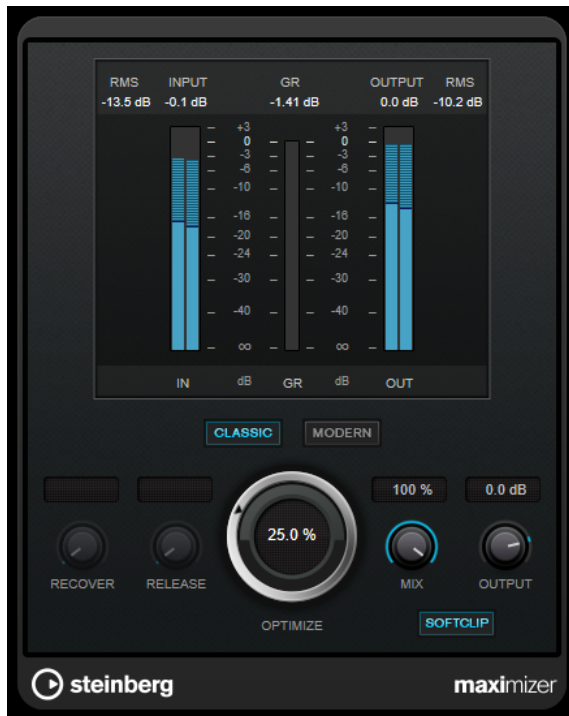 RMS INPUT GR OUTPUT RMS
-13.5 dB -0.1 dB -1.41 dB 0.0 dB -10.2 dB
+3 +3
0 0
-3 -3
-6 -6
-10 -10
-16 -16
-20 -20
-24 -24
-30 -30
-40 -40
∞ ∞
IN dB GR dB OUT
CLASSIC MODERN
100 % 0.0 dB
25.0 %
RECOVER RELEASE MIX OUTPUT
OPTIMIZE SOFTCLIP
steinberg maximizer